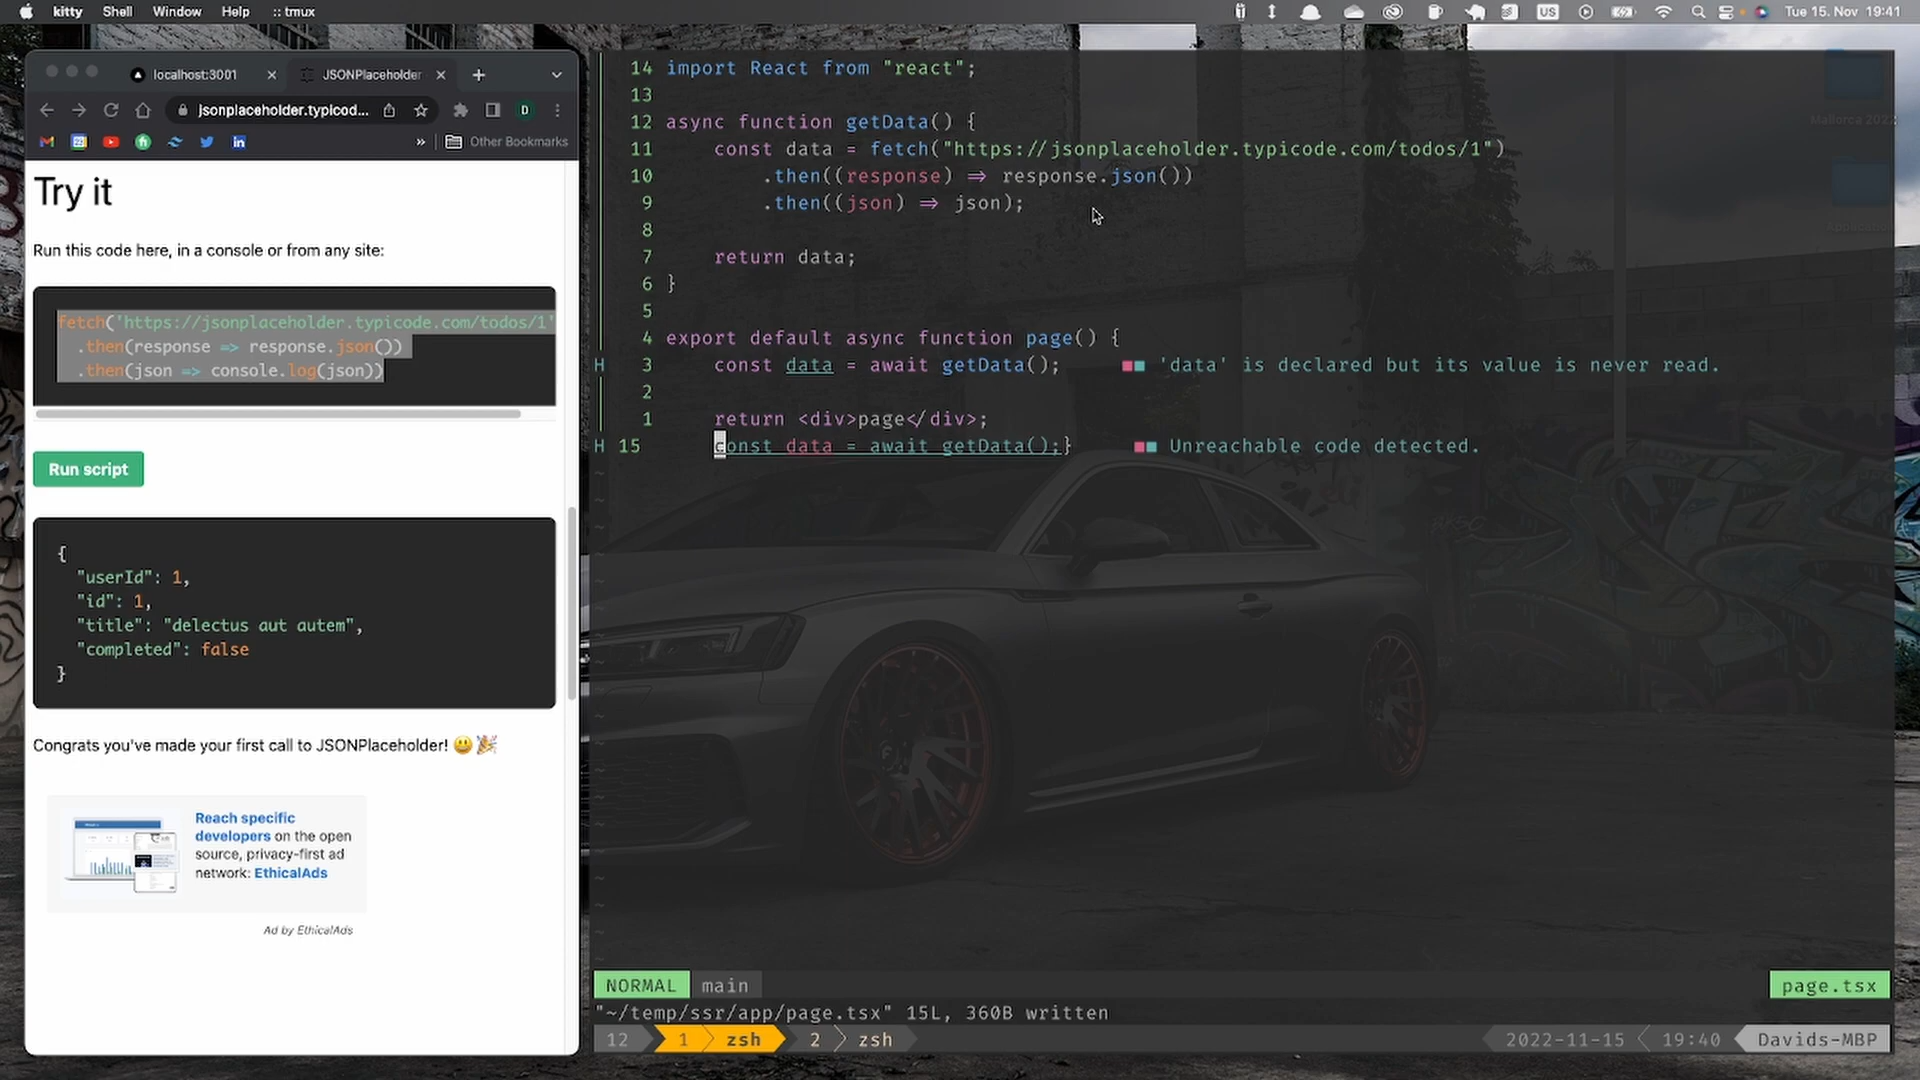 kitty Shell Window Help :: tmux
US Tue 15. Nov 19:41
localhost:3001
JSONPlaceholder
jsonplaceholder.typicod...
D
Other Bookmarks
Try it
Run this code here, in a console or from any site:
fetch('https://jsonplaceholder.typicode.com/todos/1'
.then(response => response.json())
.then(json => console.log(json))
Run script
{
"userId": 1,
"id": 1,
"title": "delectus aut autem",
"completed": false
}
Congrats you've made your first call to JSONPlaceholder! 😃 🎉
Reach specific
developers on the open
source, privacy-first ad
network: EthicalAds
Ad by EthicalAds
14 import React from "react";
13
12 async function getData() {
11 const data = fetch("https://jsonplaceholder.typicode.com/todos/1")
10 .then((response) => response.json())
9 .then((json) => json);
8
7 return data;
6 }
5
4 export default async function page() {
H 3 const data = await getData(); 'data' is declared but its value is never read.
2
1 return <div>page</div>;
H 15 const data = await getData();} Unreachable code detected.
NORMAL main page.tsx
"~/temp/ssr/app/page.tsx" 15L, 360B written
12 1 zsh 2 zsh 2022-11-15 19:40 Davids-MBP
Mallorca 2022